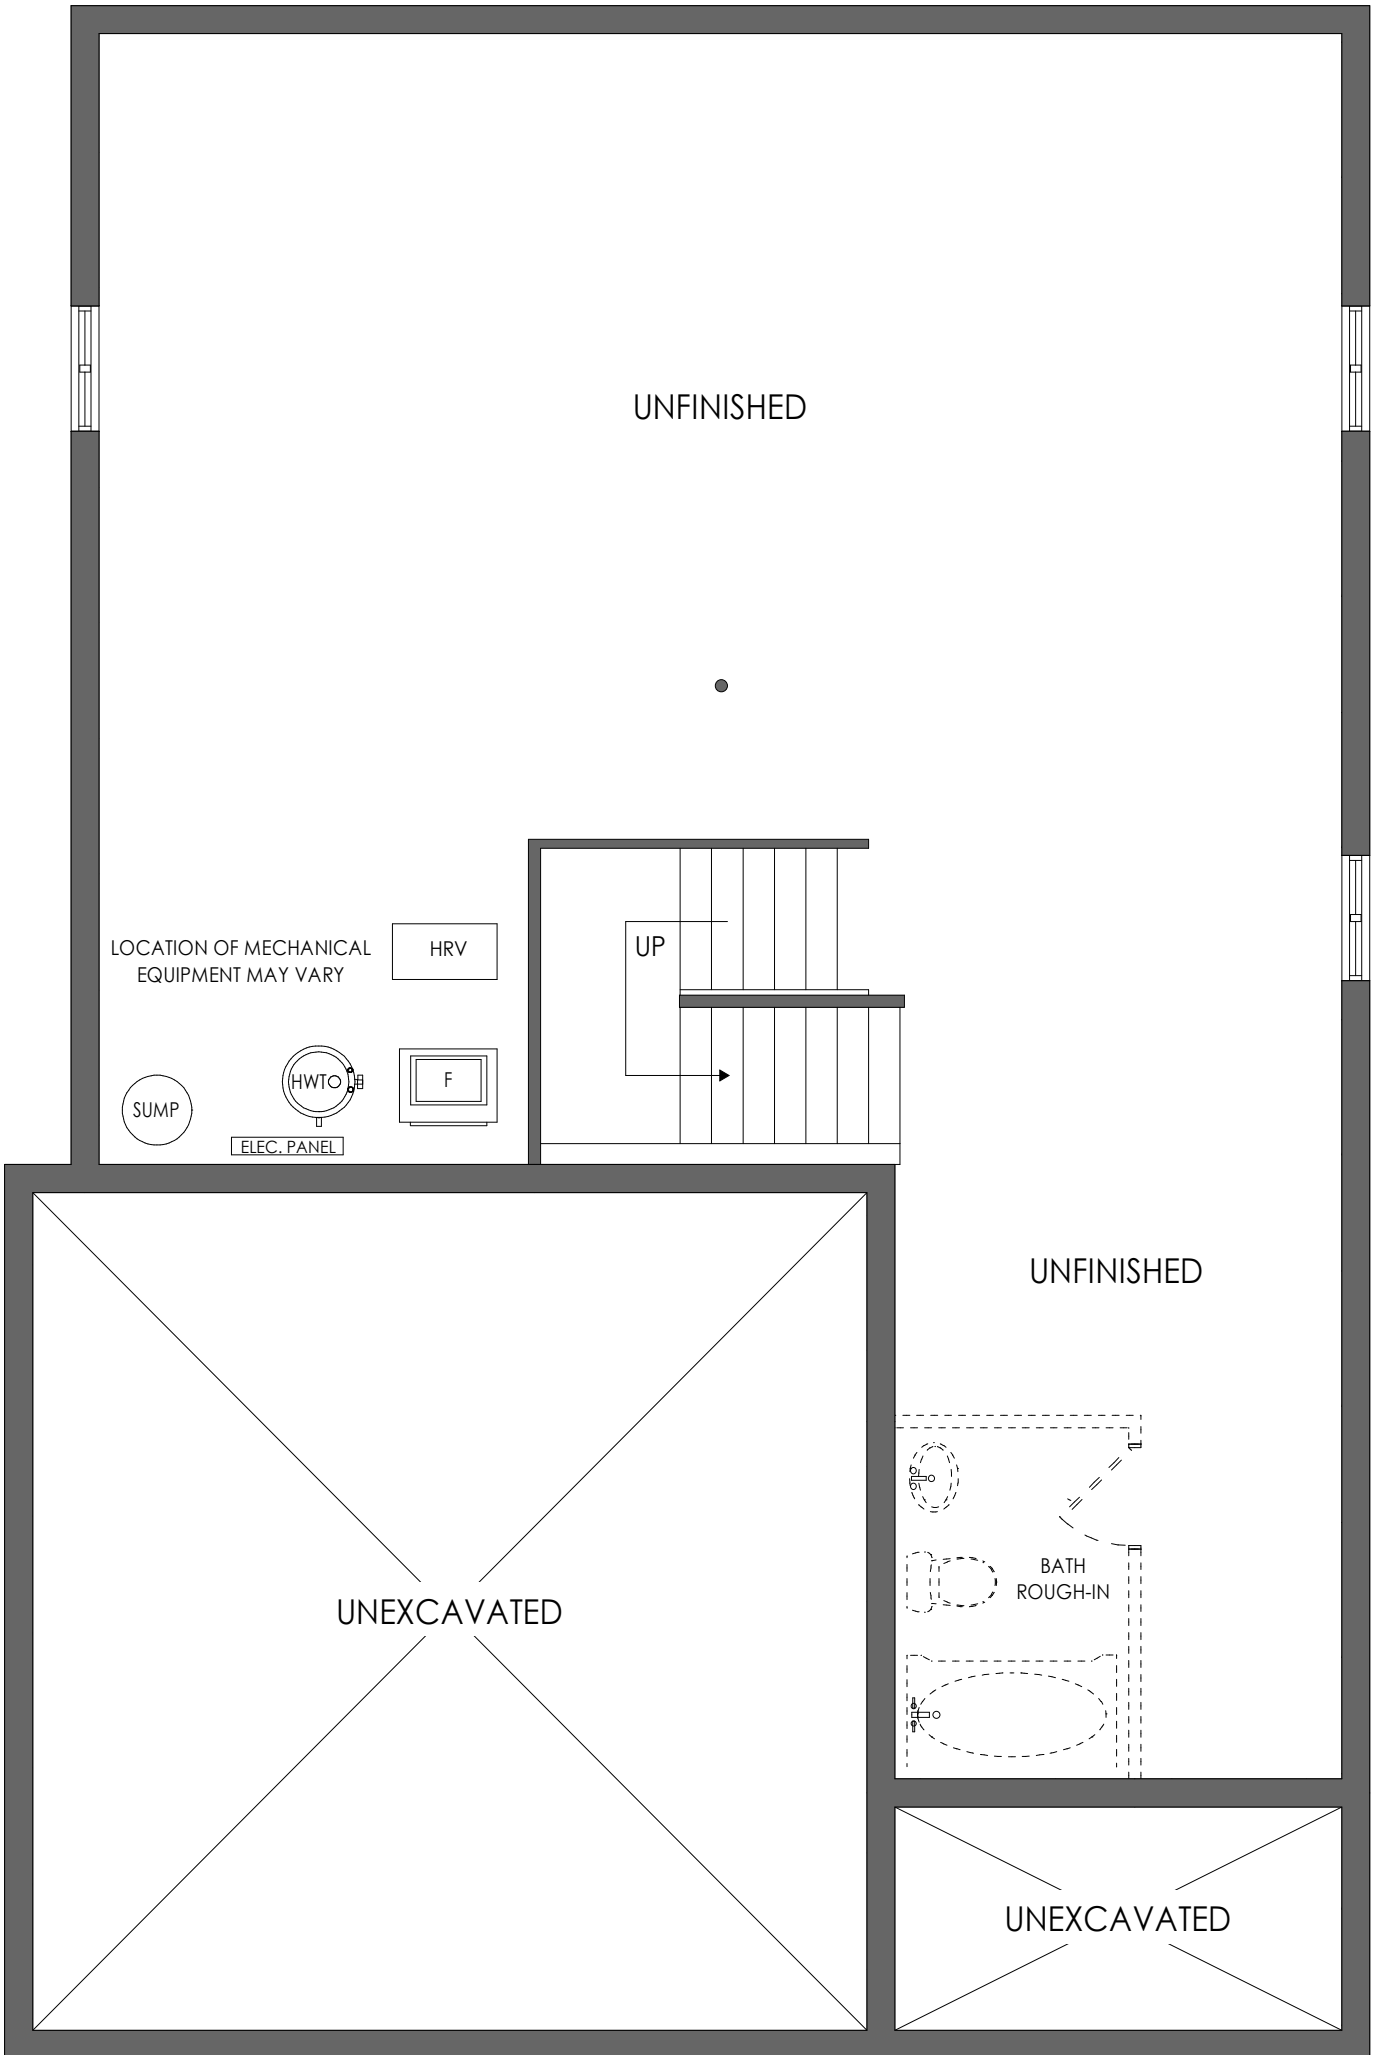 UNFINISHED
LOCATION OF MECHANICAL
EQUIPMENT MAY VARY
HRV
UP
HWT
F
SUMP
ELEC. PANEL
UNFINISHED
BATH
ROUGH-IN
UNEXCAVATED
UNEXCAVATED